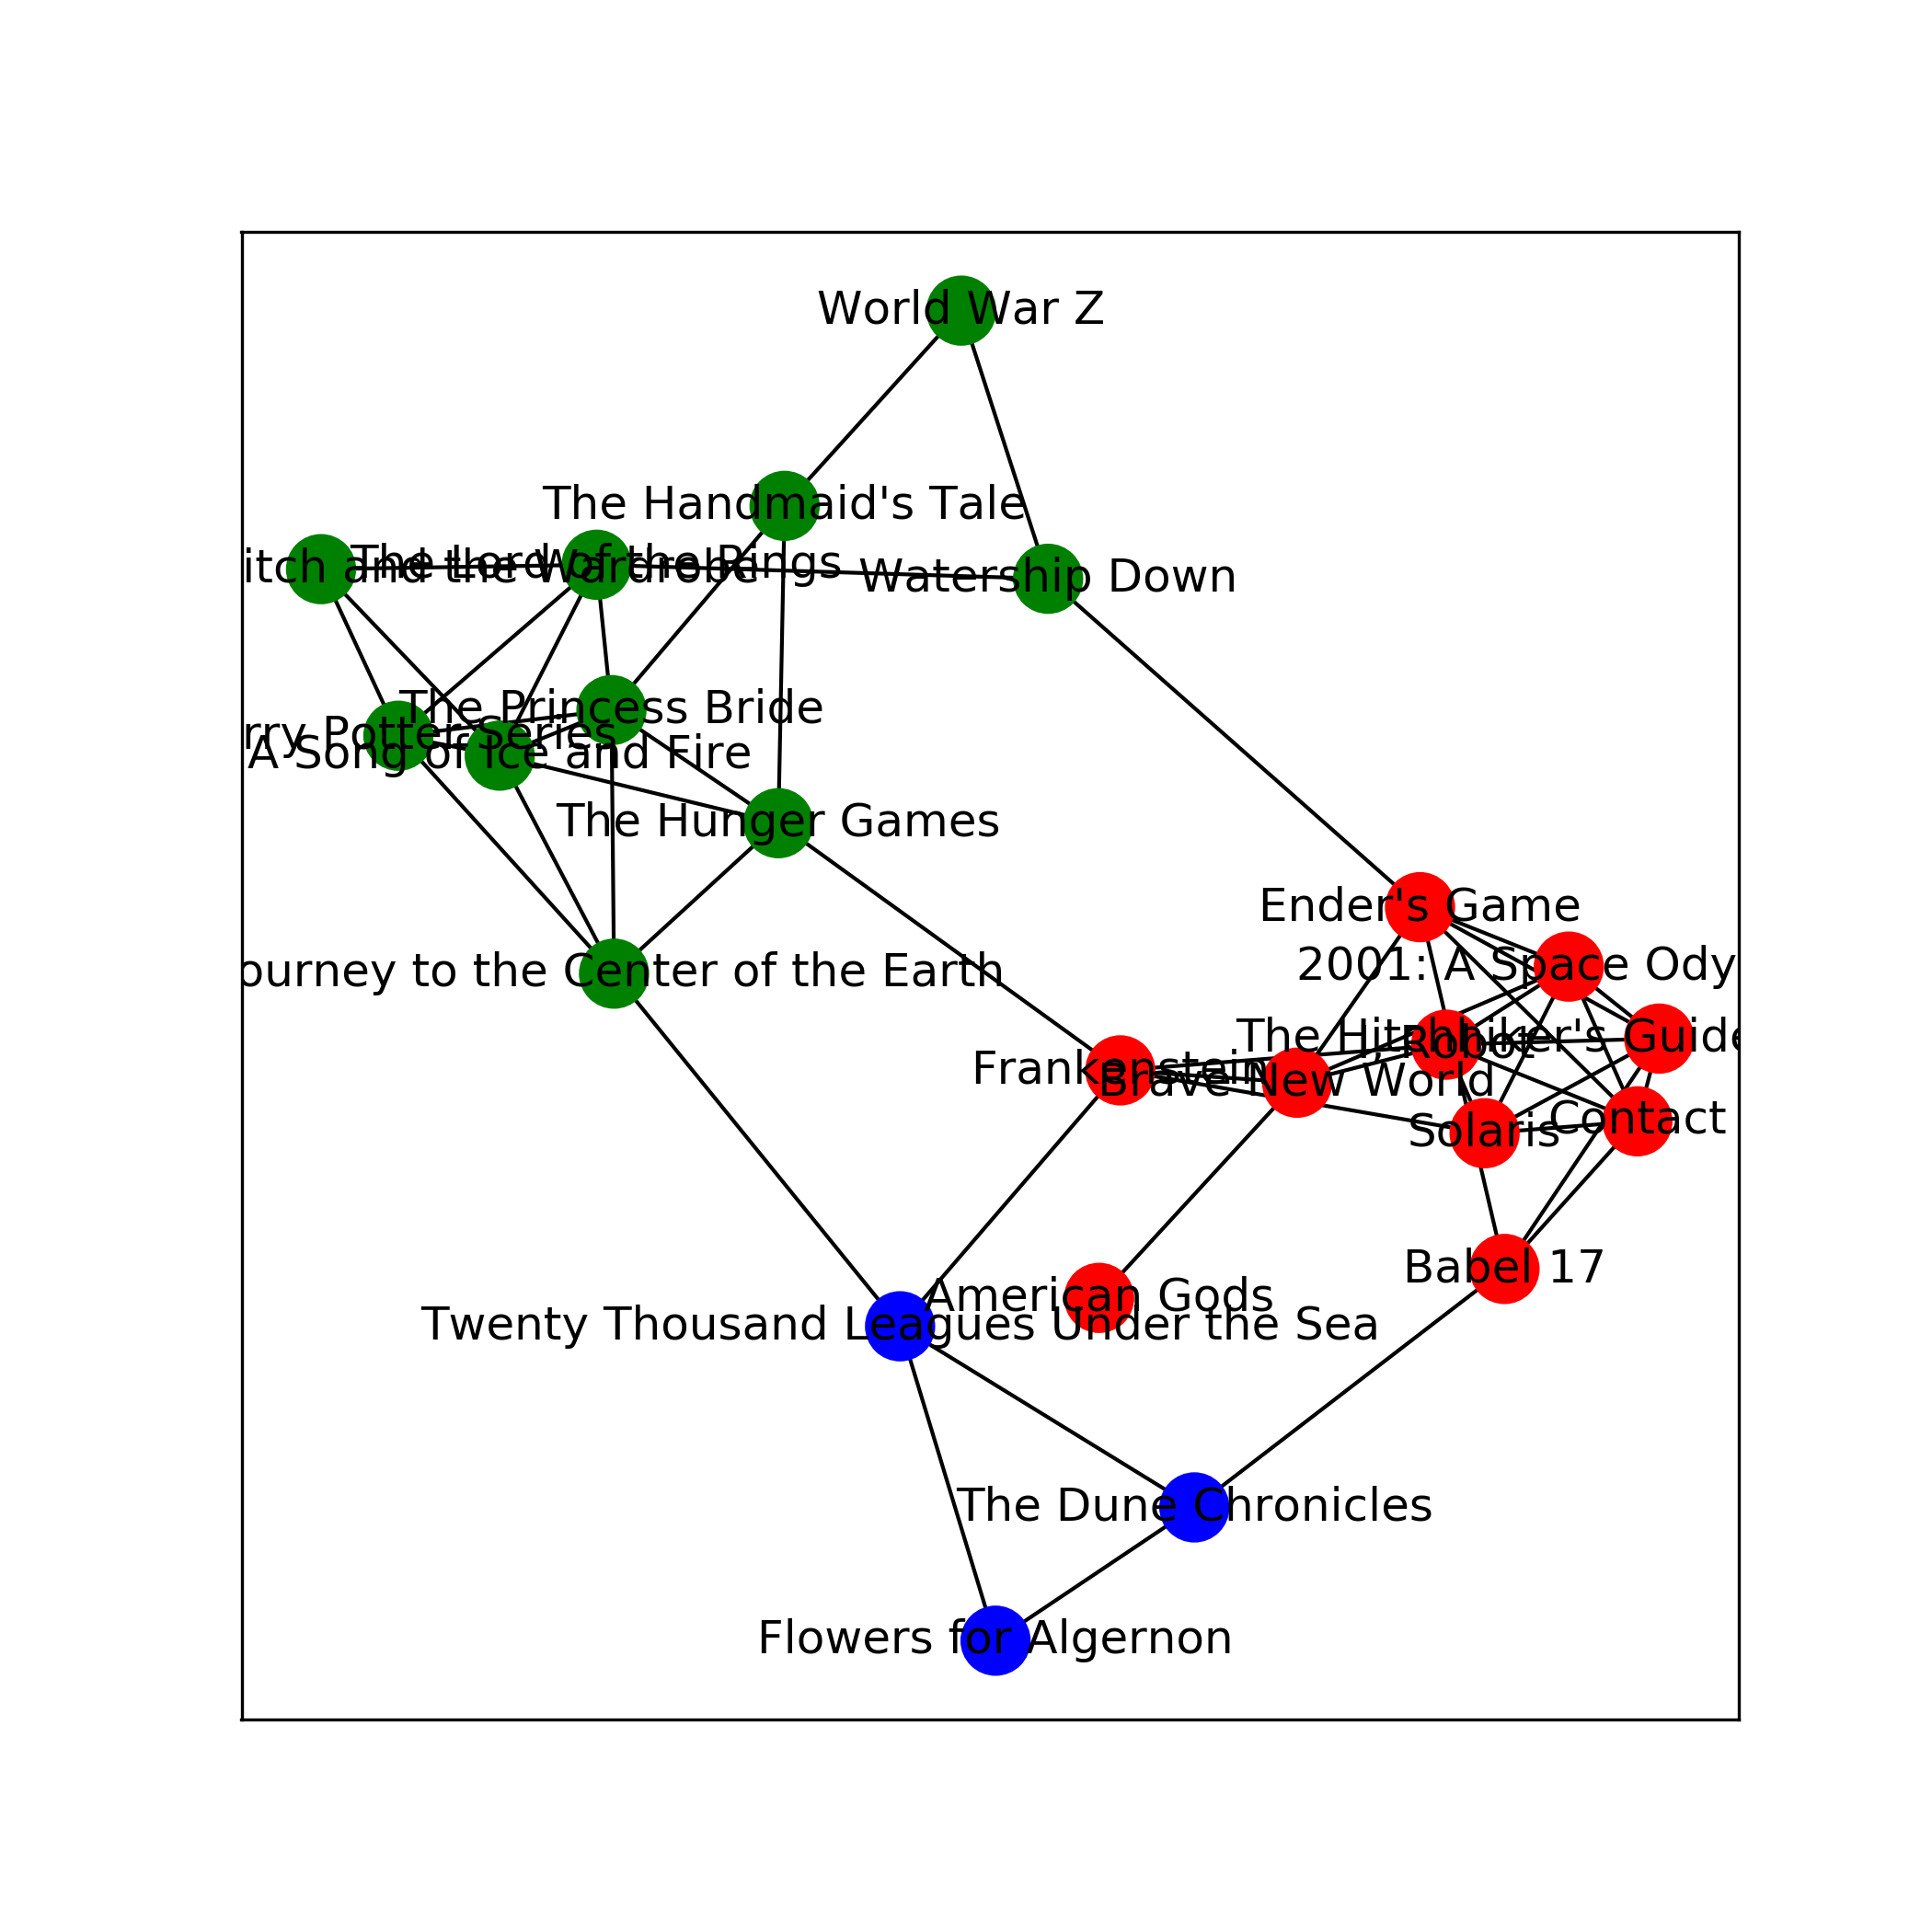 World War Z
The Handmaid's Tale
The Lord of the Rings
itch and the Wardrobe
Watership Down
The Princess Bride
rry Potter Series
A Song of Ice and Fire
The Hunger Games
Ender's Game
2001: A Space Ody
ourney to the Center of the Earth
The Hitchhiker's Guide
I, Robot
Frankenstein
Brave New World
Contact
Solaris
Babel 17
American Gods
Twenty Thousand Leagues Under the Sea
The Dune Chronicles
Flowers for Algernon